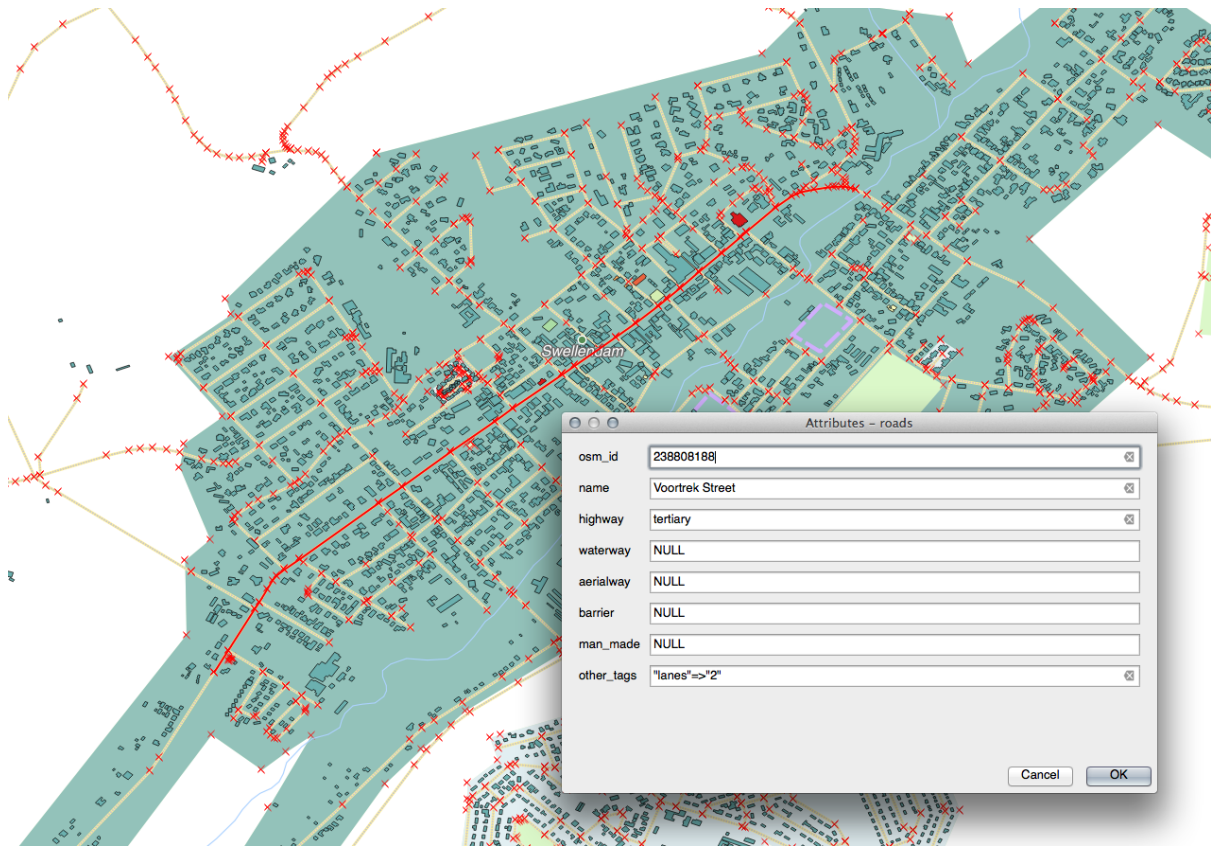 Swellendam
Attributes – roads
osm_id 238808188
name Voortrek Street
highway tertiary
waterway NULL
aerialway NULL
barrier NULL
man_made NULL
other_tags "lanes"=>"2"
Cancel OK